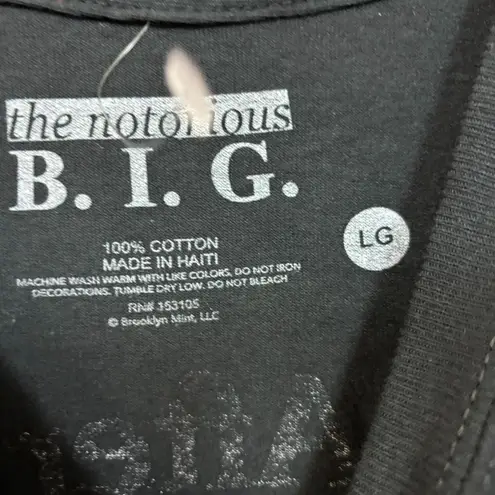 the notorious
B. I. G.
LG
100% COTTON
MADE IN HAITI
MACHINE WASH WARM WITH LIKE COLORS, DO NOT IRON
DECORATIONS. TUMBLE DRY LOW. DO NOT BLEACH
RN# 153105
© Brooklyn Mint, LLC